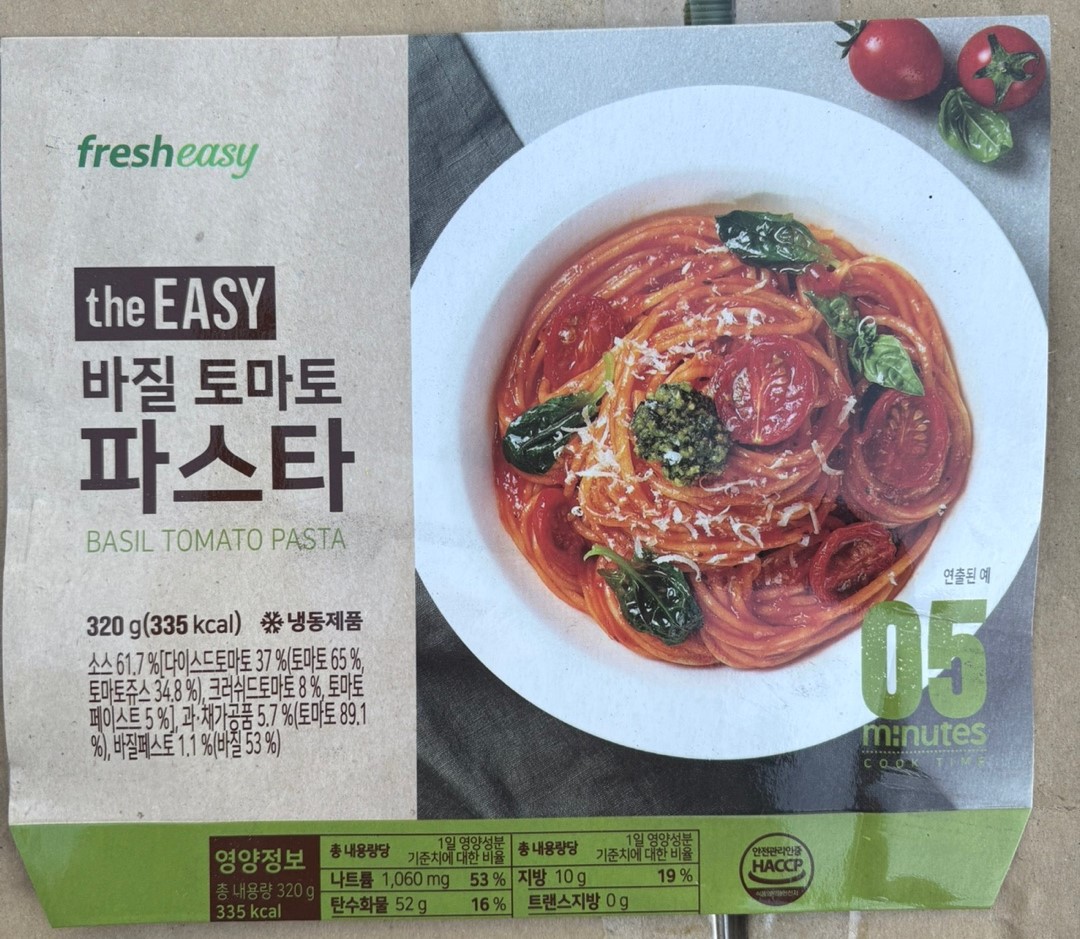 fresheasy
the EASY
바질 토마토
파스타
BASIL TOMATO PASTA
320 g(335 kcal) 냉동제품
소스 61.7 %[다이스드토마토 37 %(토마토 65 %,
토마토쥬스 34.8 %), 크러쉬드토마토 8 %, 토마토
페이스트 5 %], 과·채가공품 5.7 %(토마토 89.1
%), 바질페스토 1.1 %(바질 53 %)
연출된 예
05
minutes
COOK TIME
영양정보
총 내용량 320 g
335 kcal
총 내용량당 1일 영양성분
기준치에 대한 비율
나트륨 1,060 mg 53 %
탄수화물 52 g 16 %
총 내용량당 1일 영양성분
기준치에 대한 비율
지방 10 g 19 %
트랜스지방 0 g
안전관리인증
HACCP